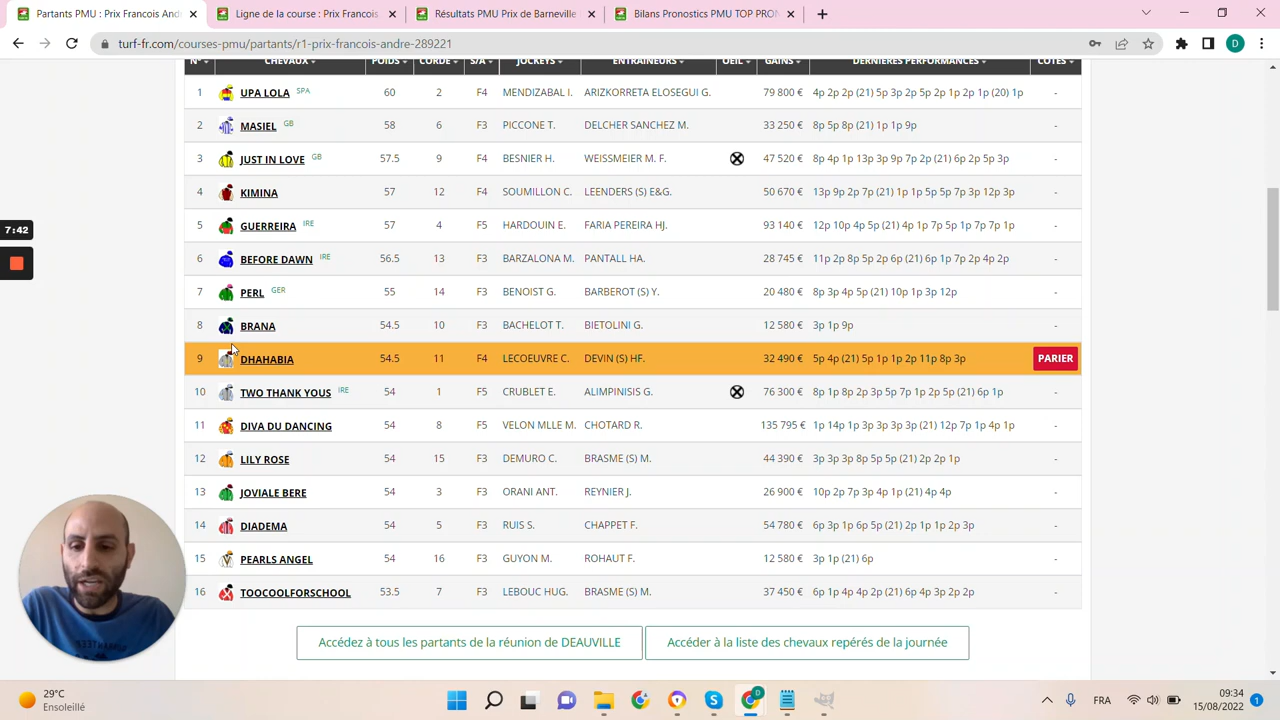 Partants PMU : Prix Francois And
Ligne de la course : Prix Francois
Résultats PMU Prix de Barneville
Bilans Pronostics PMU TOP PRON
turf-fr.com/courses-pmu/partants/r1-prix-francois-andre-289221
N° CHEVAUX POIDS CORDE S/A JOCKEYS ENTRAÎNEURS OEIL GAINS DERNIÈRES PERFORMANCES COTES
1 UPA LOLA SPA 60 2 F4 MENDIZABAL I. ARIZKORRETA ELOSEGUI G. 79 800 € 4p 2p 2p (21) 5p 3p 2p 5p 2p 1p 2p 1p (20) 1p -
2 MASIEL GB 58 6 F3 PICCONE T. DELCHER SANCHEZ M. 33 250 € 8p 5p 8p (21) 1p 1p 9p -
3 JUST IN LOVE GB 57.5 9 F4 BESNIER H. WEISSMEIER M. F. 47 520 € 8p 4p 1p 13p 3p 9p 7p 2p (21) 6p 2p 5p 3p -
4 KIMINA 57 12 F4 SOUMILLON C. LEENDERS (S) E&G. 50 670 € 13p 9p 2p 7p (21) 1p 1p 5p 5p 7p 3p 12p 3p -
5 GUERREIRA IRE 57 4 F5 HARDOUIN E. FARIA PEREIRA HJ. 93 140 € 12p 10p 4p 5p (21) 4p 1p 7p 5p 1p 7p 7p 1p -
6 BEFORE DAWN IRE 56.5 13 F3 BARZALONA M. PANTALL HA. 28 745 € 11p 2p 8p 5p 2p 6p (21) 6p 1p 7p 2p 4p 2p -
7 PERL GER 55 14 F3 BENOIST G. BARBEROT (S) Y. 20 480 € 8p 3p 4p 5p (21) 10p 1p 3p 12p -
8 BRANA 54.5 10 F3 BACHELOT T. BIETOLINI G. 12 580 € 3p 1p 9p -
9 DHAHABIA 54.5 11 F4 LECOEUVRE C. DEVIN (S) HF. 32 490 € 5p 4p (21) 5p 1p 1p 2p 11p 8p 3p PARIER
10 TWO THANK YOUS IRE 54 1 F5 CRUBLET E. ALIMPINISIS G. 76 300 € 8p 1p 8p 2p 3p 5p 7p 1p 2p 5p (21) 6p 1p -
11 DIVA DU DANCING 54 8 F5 VELON MLLE M. CHOTARD R. 135 795 € 1p 14p 1p 3p 3p 3p 3p (21) 12p 7p 1p 4p 1p -
12 LILY ROSE 54 15 F3 DEMURO C. BRASME (S) M. 44 390 € 3p 3p 3p 8p 5p 5p (21) 2p 2p 1p -
13 JOVIALE BERE 54 3 F3 ORANI ANT. REYNIER J. 26 900 € 10p 2p 7p 3p 4p 1p (21) 4p 4p -
14 DIADEMA 54 5 F3 RUIS S. CHAPPET F. 54 780 € 6p 3p 1p 6p 5p (21) 2p 1p 1p 2p 3p -
15 PEARLS ANGEL 54 16 F3 GUYON M. ROHAUT F. 12 580 € 3p 1p (21) 6p -
16 TOOCOOLFORSCHOOL 53.5 7 F3 LEBOUC HUG. BRASME (S) M. 37 450 € 6p 1p 4p 4p 2p (21) 6p 4p 3p 2p 2p -
Accédez à tous les partants de la réunion de DEAUVILLE
Accéder à la liste des chevaux repérés de la journée
7:42
29°C
Ensoleillé
FRA
09:34
15/08/2022
D
D
1